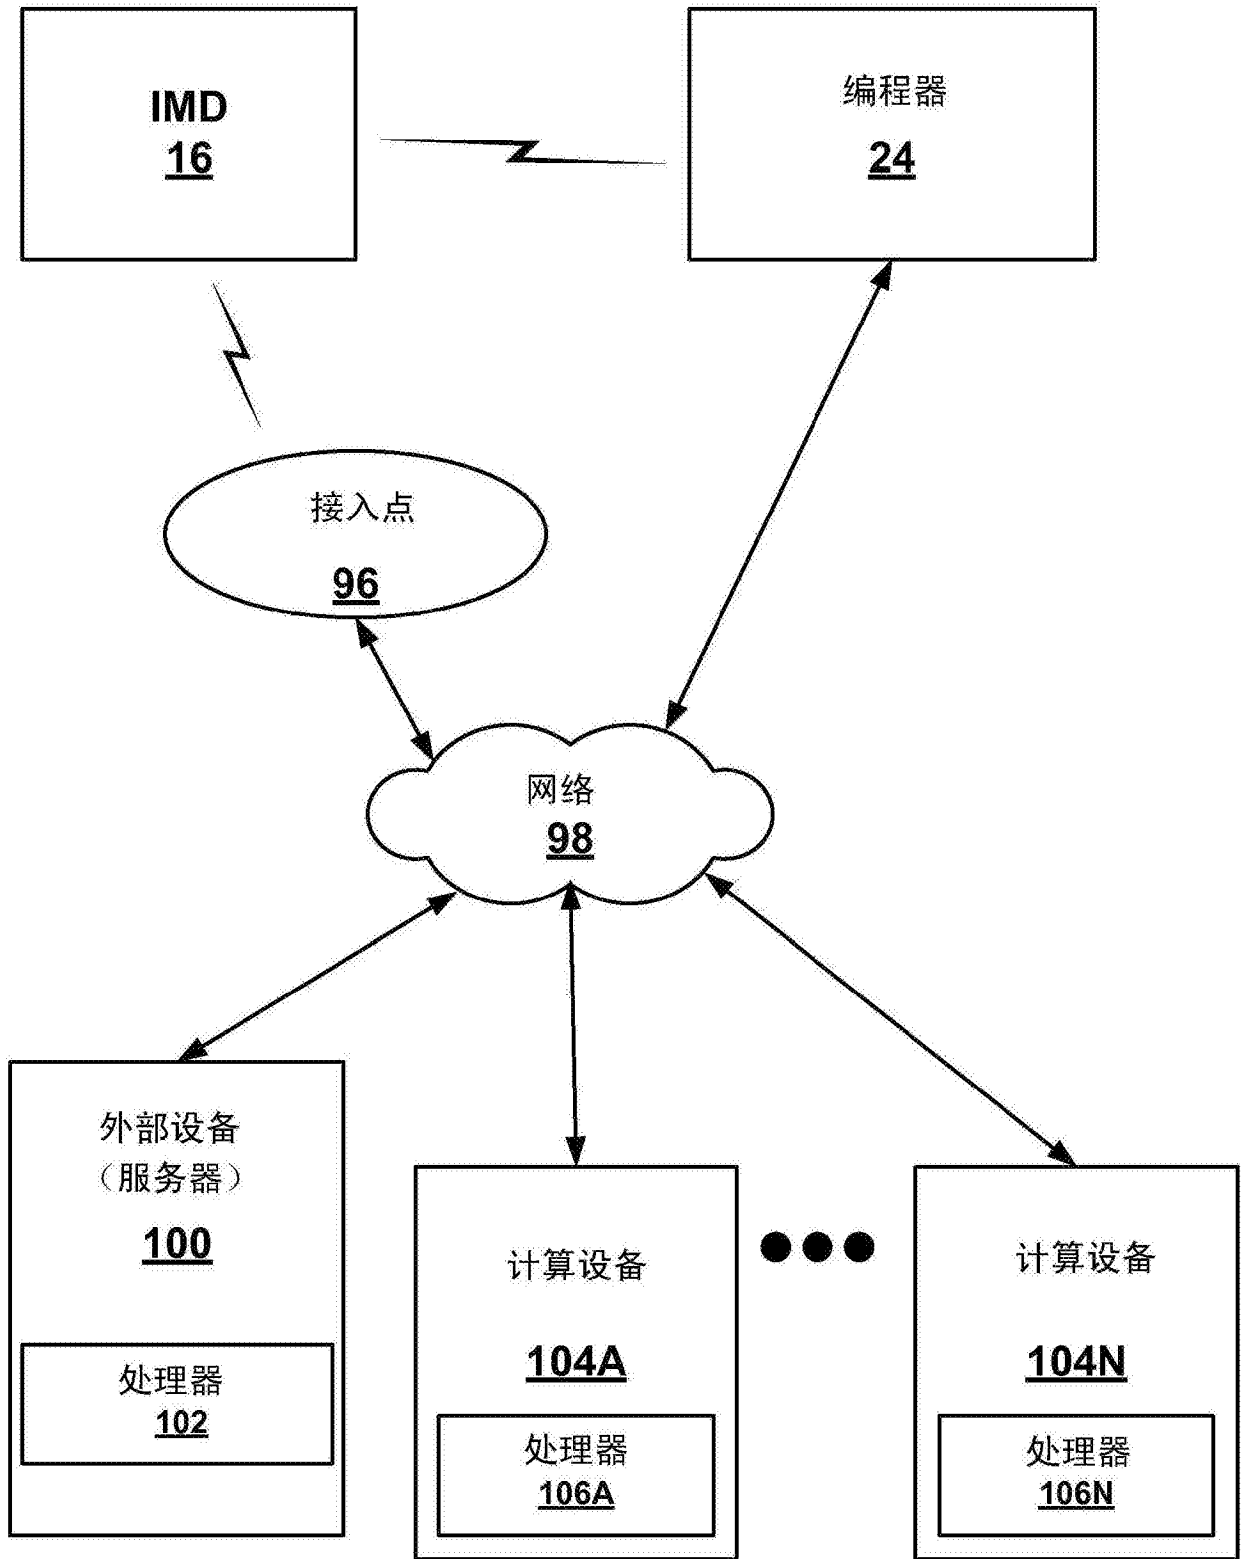 IMD
16
编程器
24
接入点
96
网络
98
外部设备
（服务器）
100
处理器
102
计算设备
104A
处理器
106A
计算设备
104N
处理器
106N